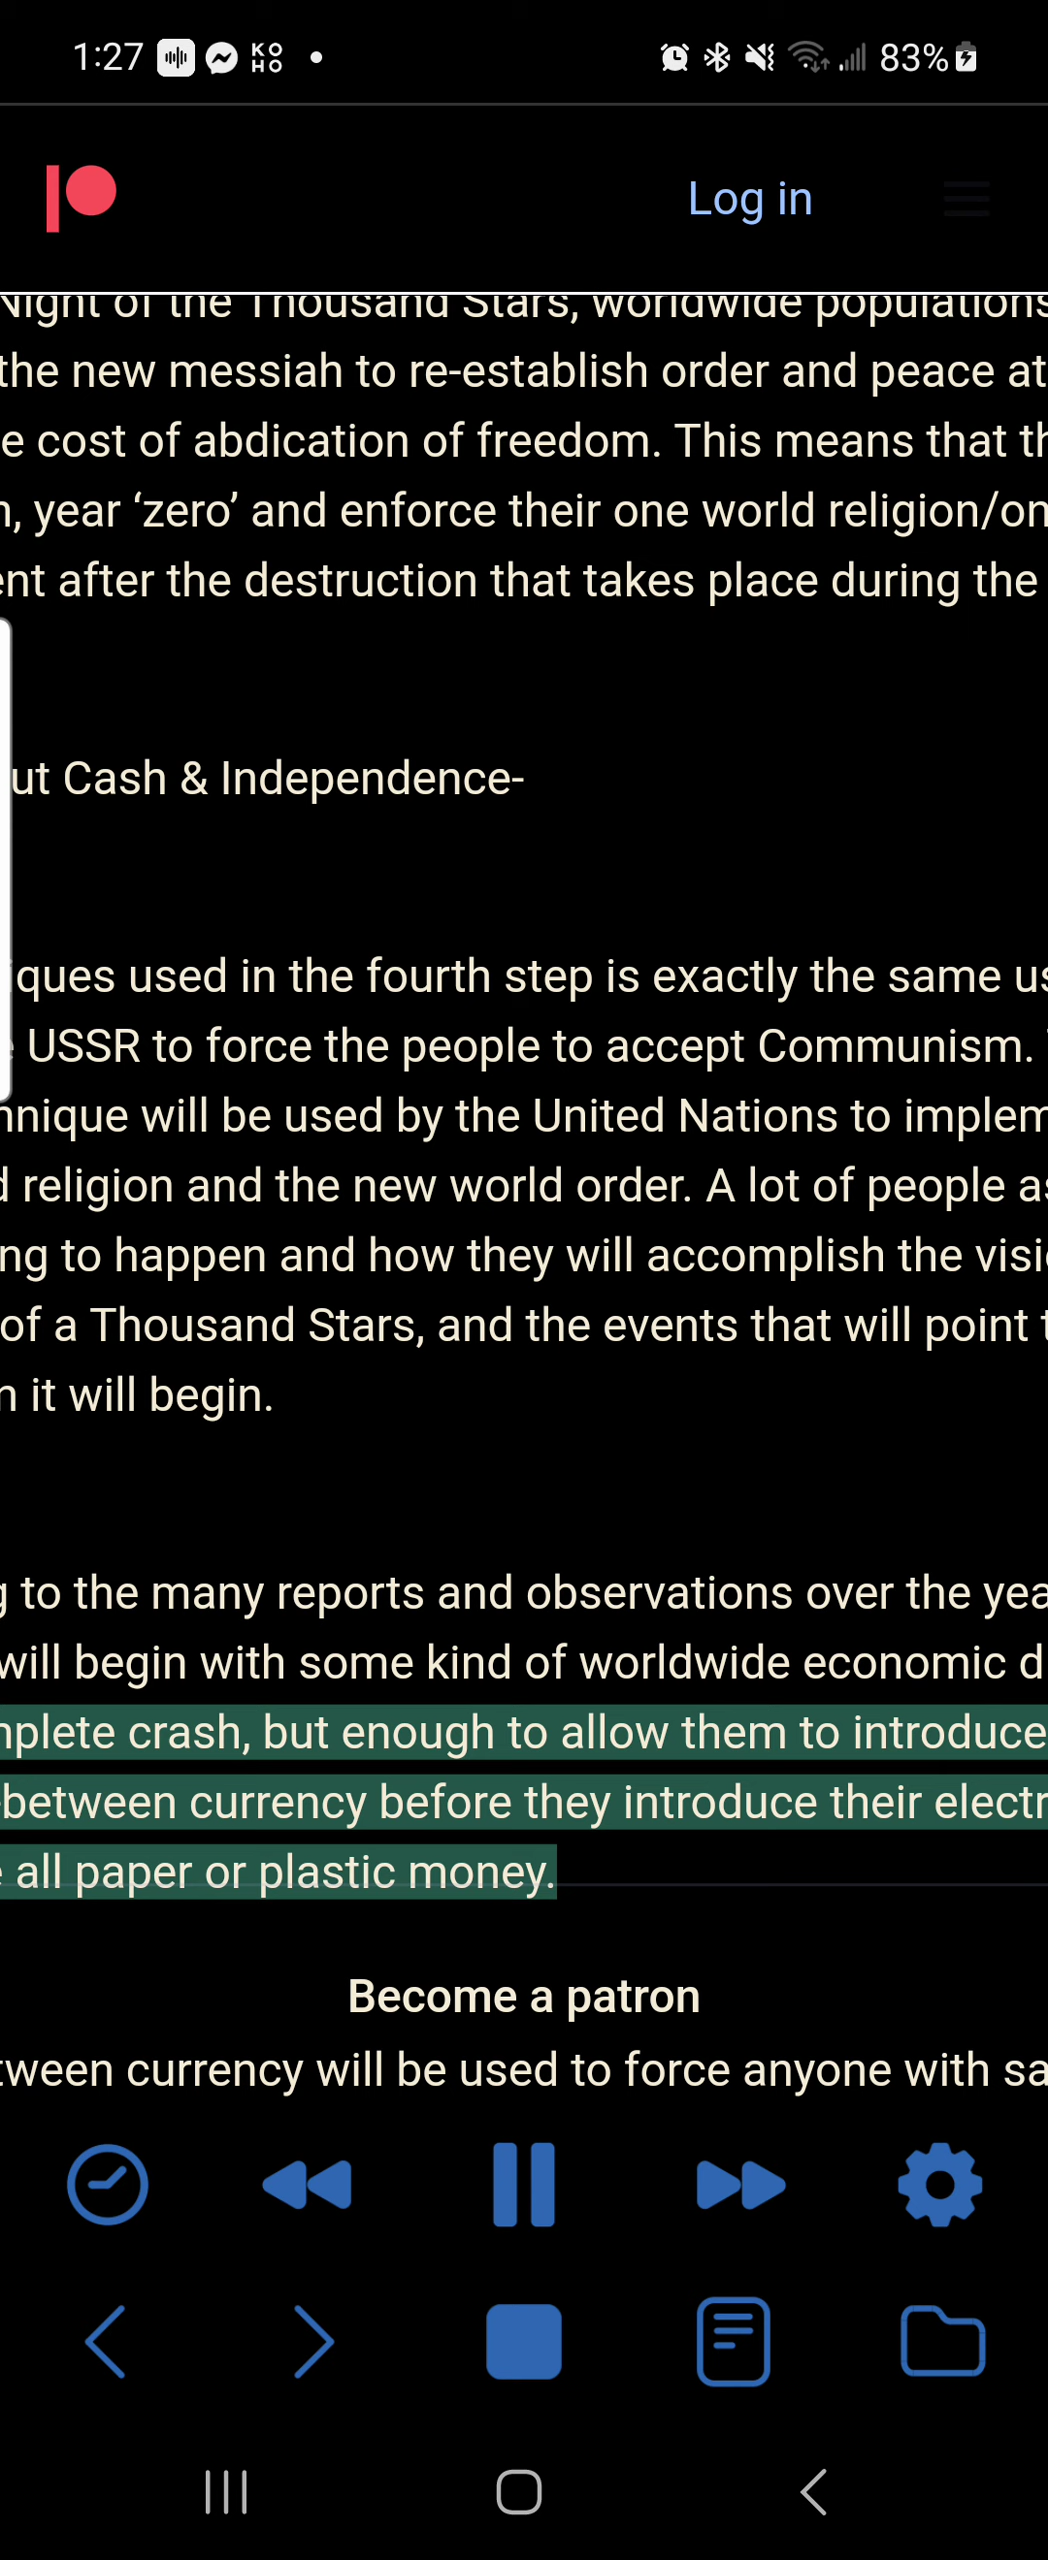 1:27 KO HO 83%
Log in
Night of the Thousand Stars, worldwide populations
the new messiah to re-establish order and peace at
e cost of abdication of freedom. This means that th
n, year ‘zero’ and enforce their one world religion/on
ent after the destruction that takes place during the
ut Cash & Independence-
iques used in the fourth step is exactly the same us
USSR to force the people to accept Communism.
hnique will be used by the United Nations to implem
d religion and the new world order. A lot of people as
ng to happen and how they will accomplish the visi
of a Thousand Stars, and the events that will point t
n it will begin.
g to the many reports and observations over the yea
will begin with some kind of worldwide economic d
mplete crash, but enough to allow them to introduce
-between currency before they introduce their electr
e all paper or plastic money.
Become a patron
tween currency will be used to force anyone with sa